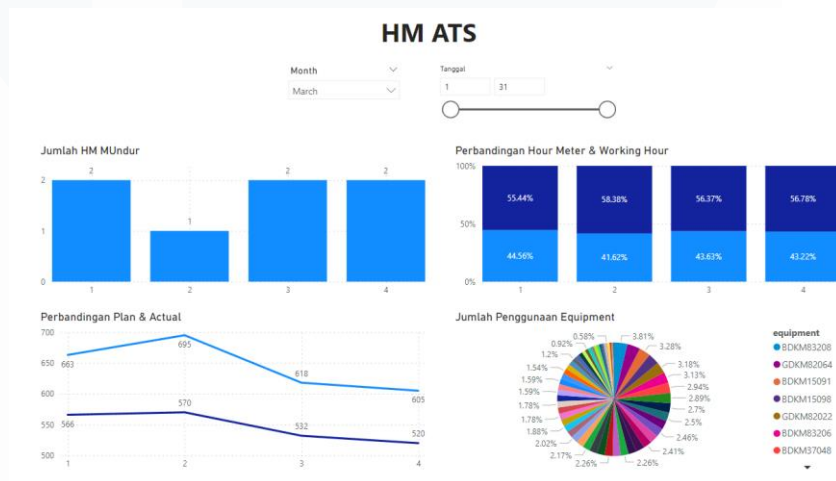 HM ATS
Month
March
Tanggal
1 31
Jumlah HM MUndur
2 1 2 2
2
1
0
1 2 3 4
Perbandingan Hour Meter & Working Hour
100%
50%
0%
55.44% 58.38% 56.37% 56.78%
44.56% 41.62% 43.63% 43.22%
1 2 3 4
Perbandingan Plan & Actual
700
650
600
550
500
663 695 618 605
566 570 532 520
1 2 3 4
Jumlah Penggunaan Equipment
0.58%
0.92%
1.2%
1.54%
1.59%
1.59%
1.78%
1.78%
1.88%
2.02%
2.17%
2.26%
3.81%
3.28%
3.18%
3.13%
2.94%
2.89%
2.7%
2.5%
2.46%
2.41%
2.26%
equipment
BDKM83208
GDKM82064
BDKM15091
BDKM15098
GDKM82022
BDKM83206
BDKM37048